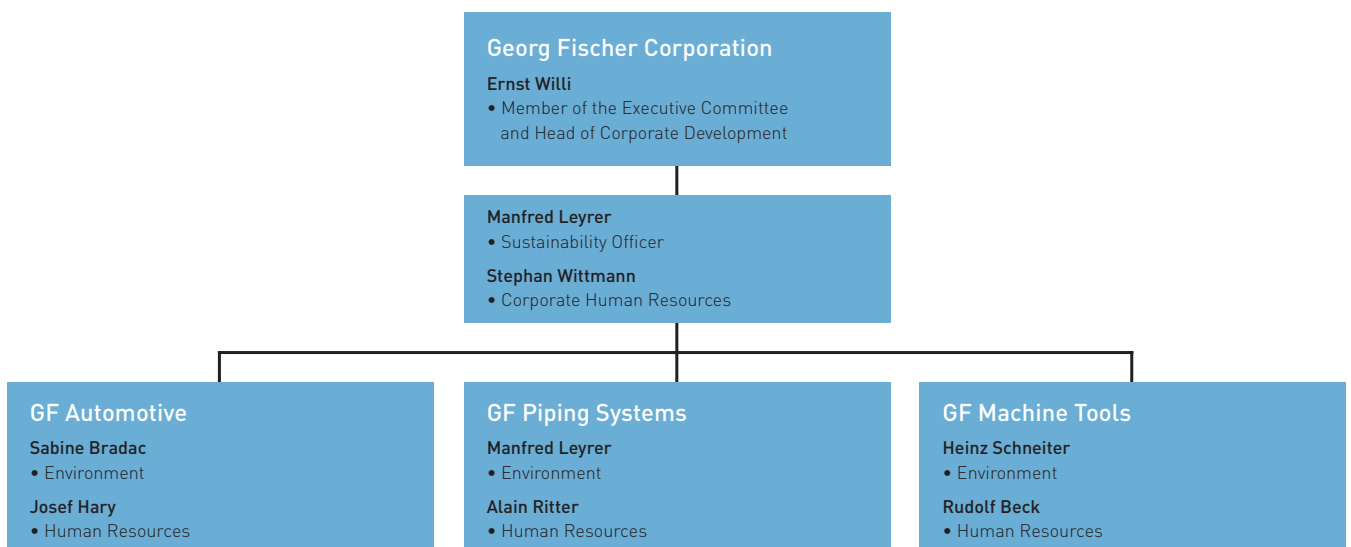 Georg Fischer Corporation
Ernst Willi
• Member of the Executive Committee
and Head of Corporate Development
Manfred Leyrer
• Sustainability Officer
Stephan Wittmann
• Corporate Human Resources
GF Automotive
Sabine Bradac
• Environment
Josef Hary
• Human Resources
GF Piping Systems
Manfred Leyrer
• Environment
Alain Ritter
• Human Resources
GF Machine Tools
Heinz Schneiter
• Environment
Rudolf Beck
• Human Resources